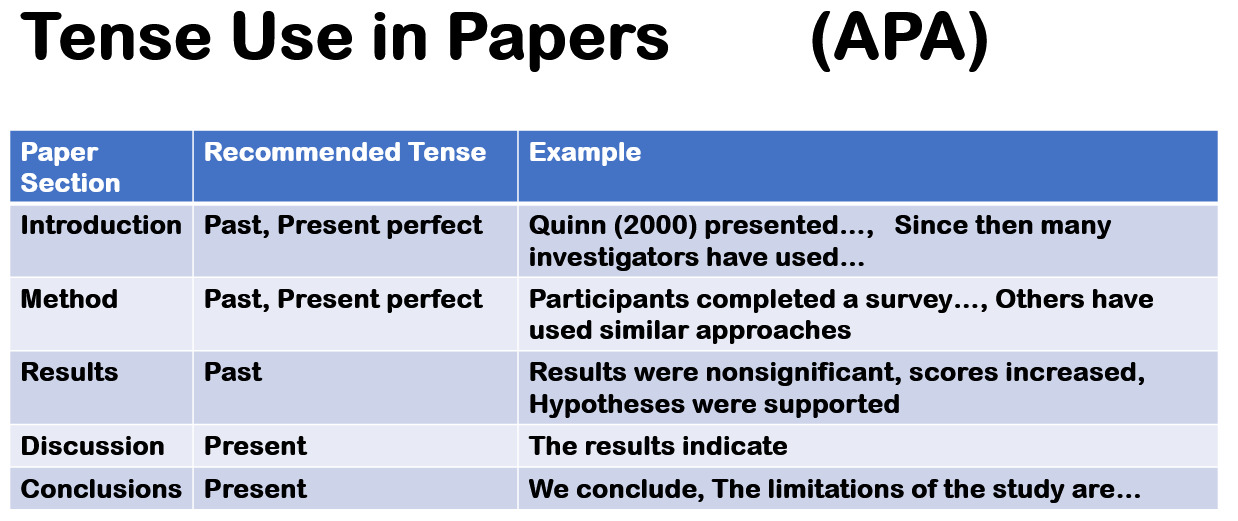 Tense Use in Papers (APA)
Paper Section
Recommended Tense
Example
Introduction
Past, Present perfect
Quinn (2000) presented..., Since then many
investigators have used...
Method
Past, Present perfect
Participants completed a survey..., Others have
used similar approaches
Results
Past
Results were nonsignificant, scores increased,
Hypotheses were supported
Discussion
Present
The results indicate
Conclusions
Present
We conclude, The limitations of the study are...